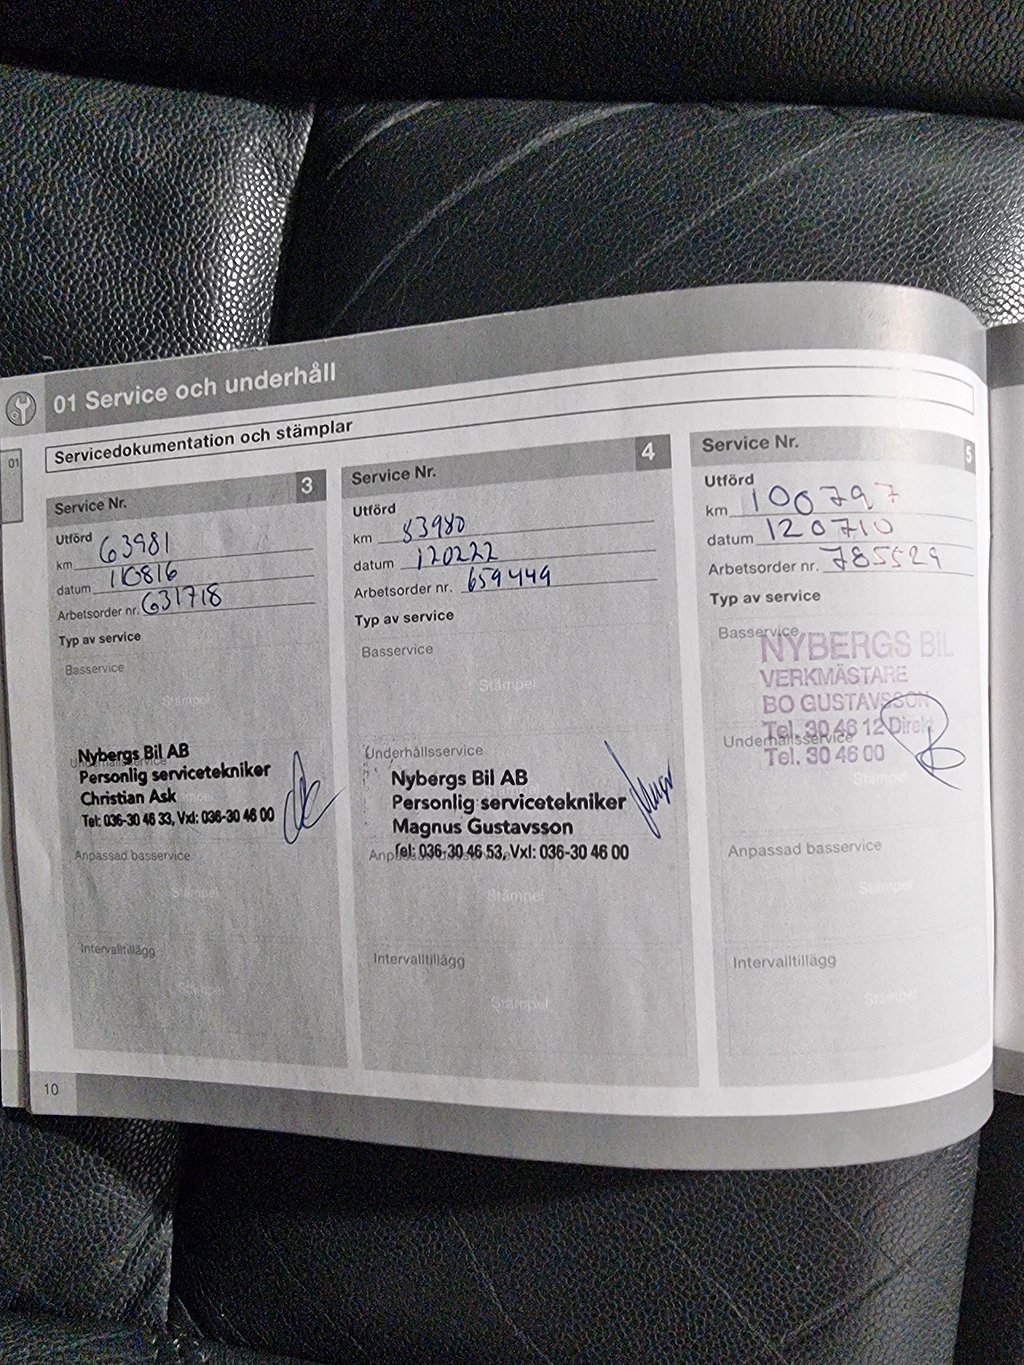 01 Service och underhåll
01
Servicedokumentation och stämplar
Service Nr. 3
Utförd
km 63981
datum 110816
Arbetsorder nr. 631718
Typ av service
Basservice
Stämpel
Underhållsservice
Nybergs Bil AB
Personlig servicetekniker
Christian Ask
Tel: 036-30 46 33, Vxl: 036-30 46 00
Anpassad basservice
Stämpel
Intervalltillägg
Stämpel
Service Nr. 4
Utförd
km 83980
datum 120222
Arbetsorder nr. 659449
Typ av service
Basservice
Stämpel
Underhållsservice
Nybergs Bil AB
Personlig servicetekniker
Magnus Gustavsson
Tel: 036-30 46 53, Vxl: 036-30 46 00
Anpassad basservice
Stämpel
Intervalltillägg
Stämpel
Service Nr. 5
Utförd
km 100797
datum 120710
Arbetsorder nr. 785529
Typ av service
Basservice
NYBERGS BIL
VERKMÄSTARE
BO GUSTAVSSON
Tel. 30 46 12 Direkt
Underhållsservice
Tel. 30 46 00
Stämpel
Anpassad basservice
Stämpel
Intervalltillägg
Stämpel
10